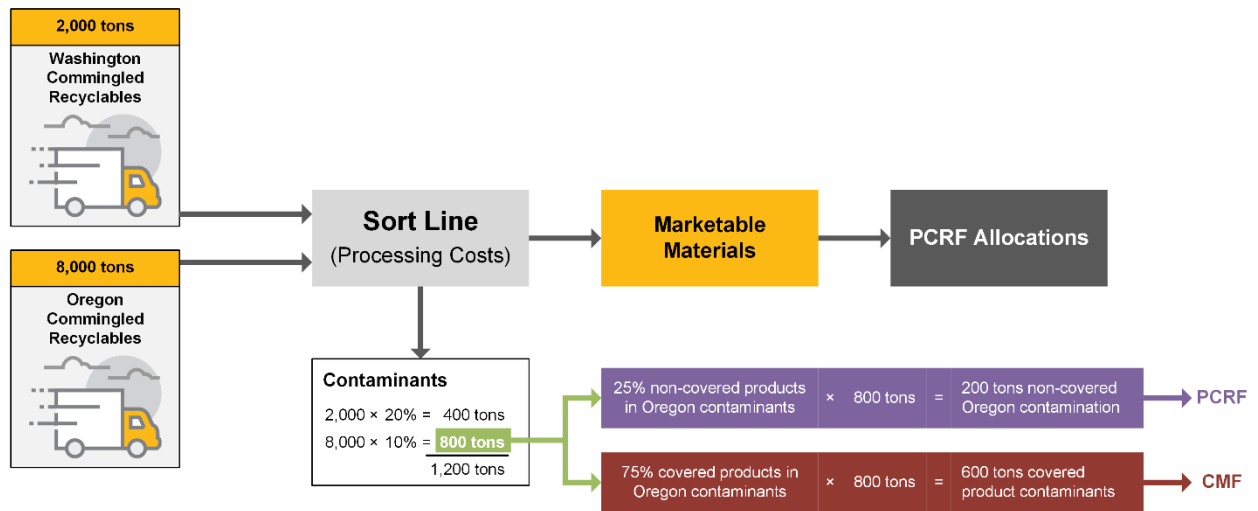 2,000 tons
Washington
Commingled
Recyclables
8,000 tons
Oregon
Commingled
Recyclables
Sort Line
(Processing Costs)
Marketable
Materials
PCRF Allocations
Contaminants
2,000 × 20% = 400 tons
8,000 × 10% = 800 tons
1,200 tons
25% non-covered products
in Oregon contaminants
× 800 tons =
200 tons non-covered
Oregon contamination
PCRF
75% covered products in
Oregon contaminants
× 800 tons =
600 tons covered
product contaminants
CMF